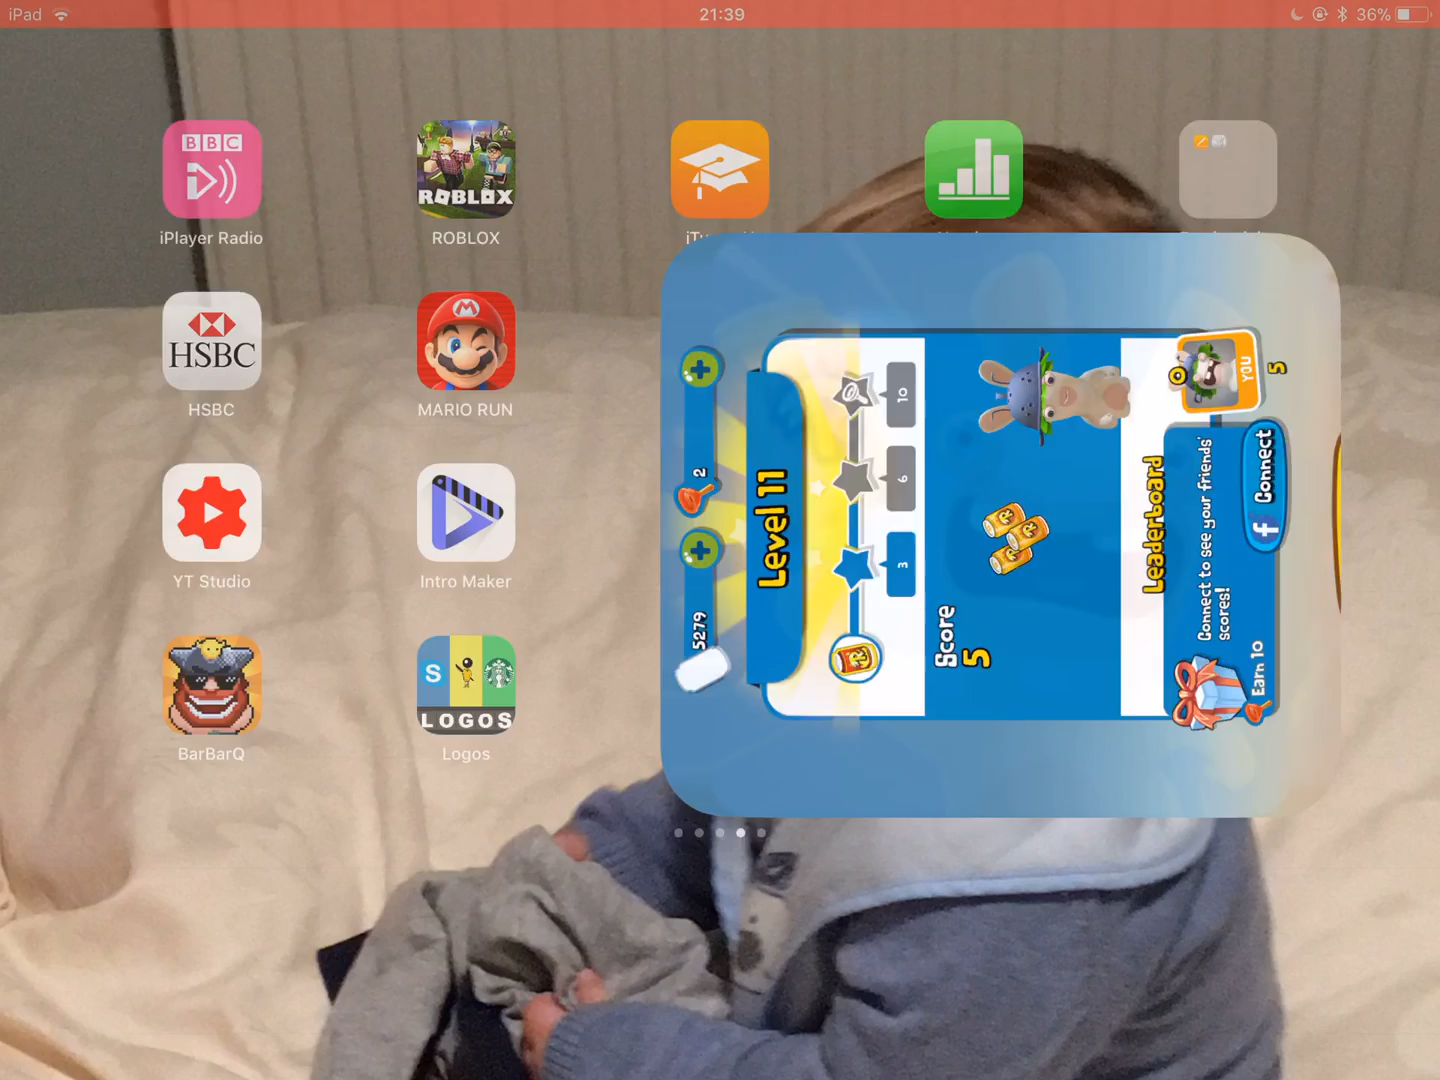 iPad
21:39
36%
BBC
ROBLOX
iPlayer Radio
ROBLOX
HSBC
HSBC
MARIO RUN
YT Studio
Intro Maker
S
LOGOS
BarBarQ
Logos
5279
2
Level 11
3
6
10
Score
5
Leaderboard
YOU
5
Connect to see your friends'
scores!
Earn 10
f Connect